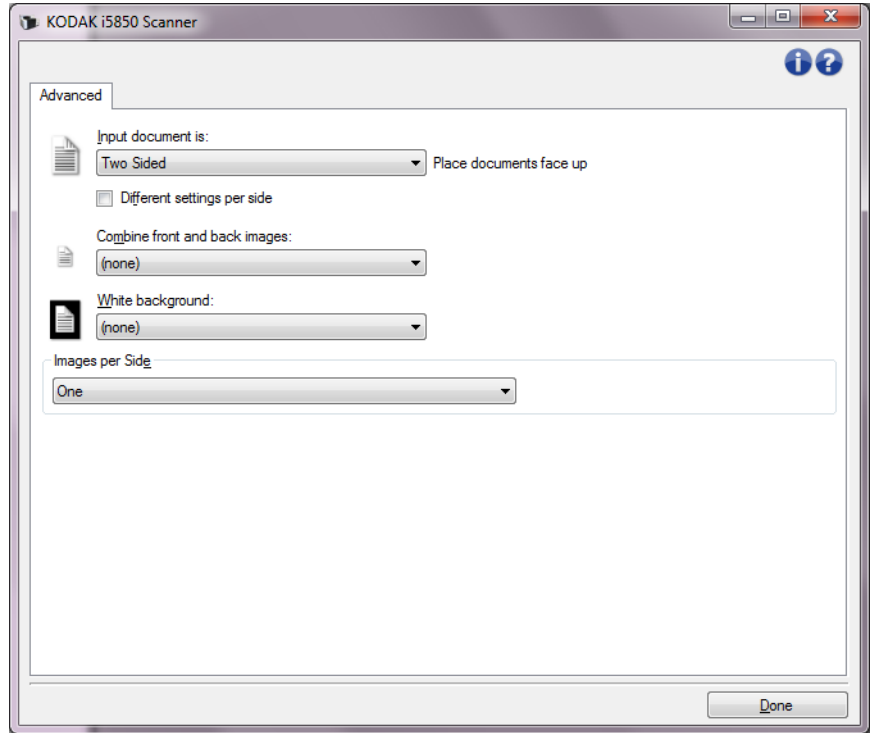 KODAK i5850 Scanner
Advanced
Input document is:
Two Sided Place documents face up
Different settings per side
Combine front and back images:
(none)
White background:
(none)
Images per Side
One
Done